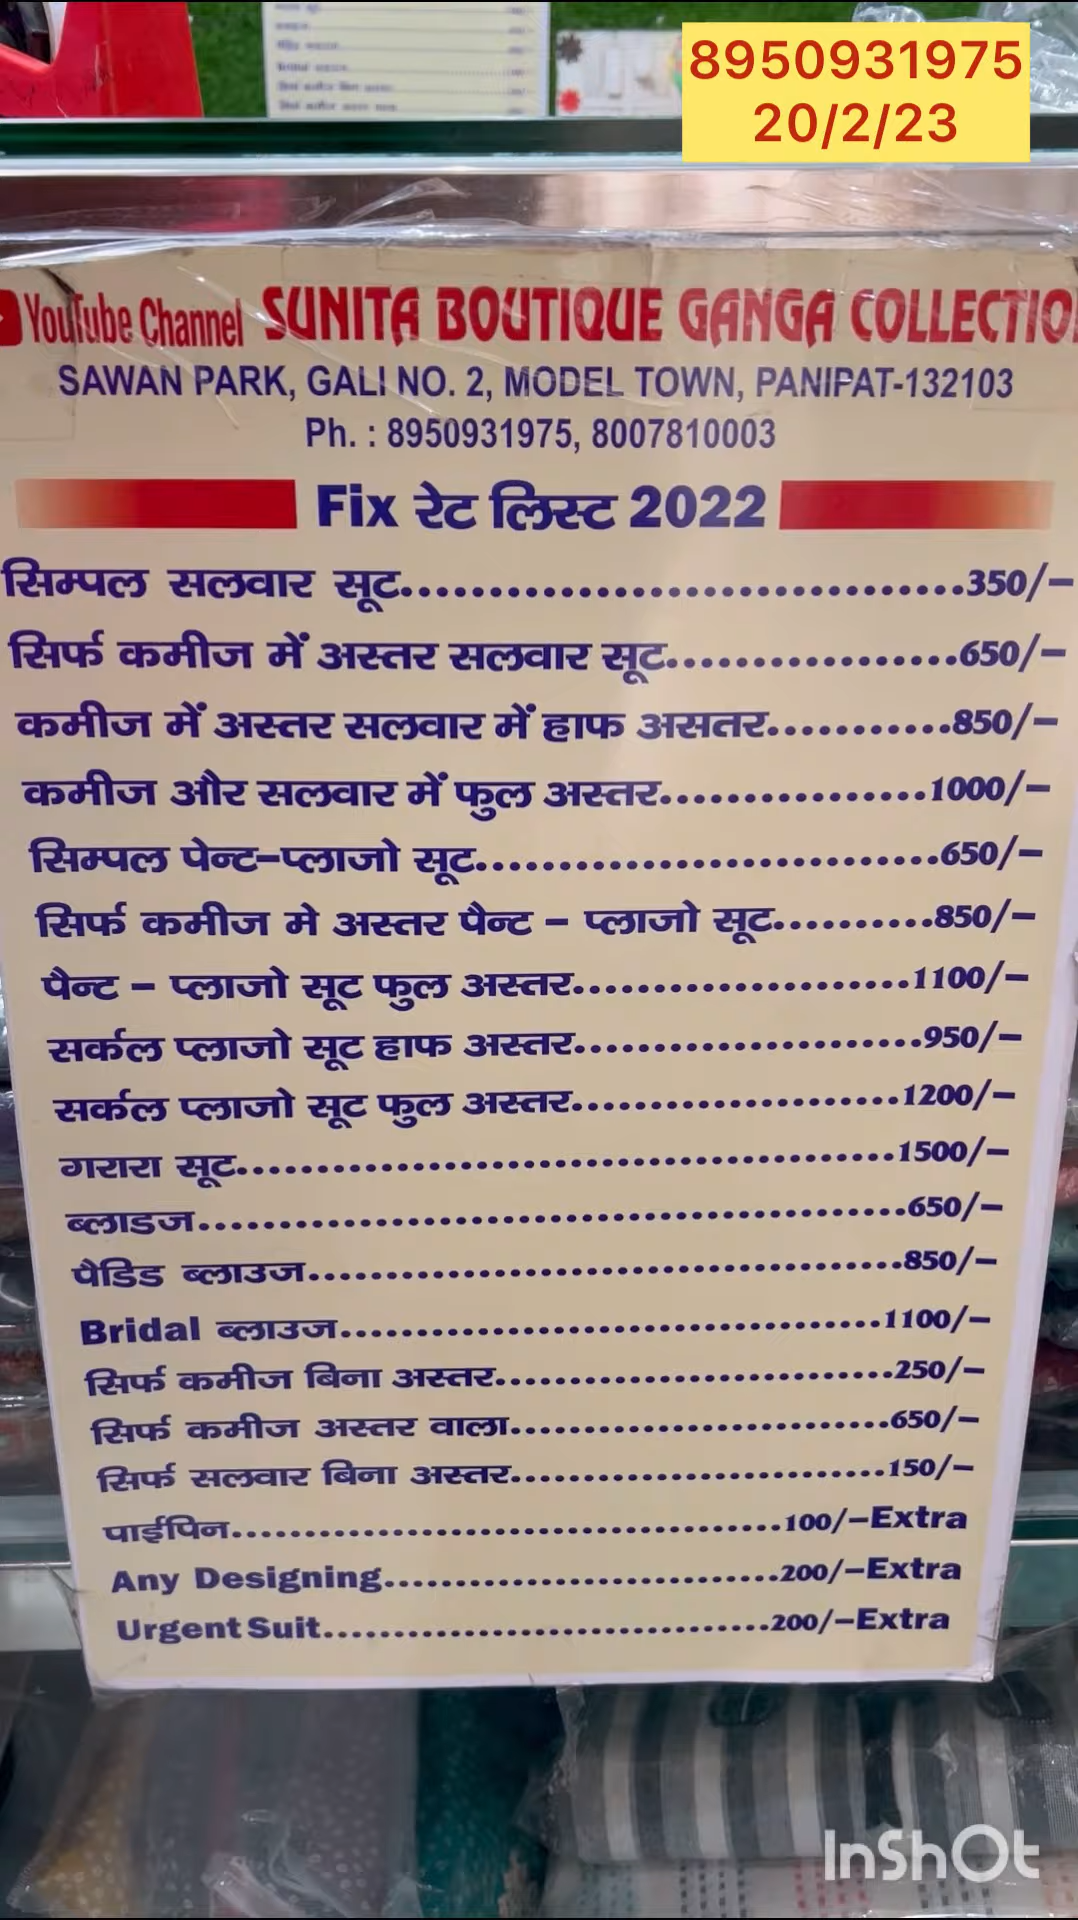 8950931975
20/2/23
YouTube Channel SUNITA BOUTIQUE GANGA COLLECTIO
SAWAN PARK, GALI NO. 2, MODEL TOWN, PANIPAT-132103
Ph. : 8950931975, 8007810003
Fix रेट लिस्ट 2022
सिम्पल सलवार सूट..................................350/–
सिर्फ कमीज में अस्तर सलवार सूट.................650/–
कमीज में अस्तर सलवार में हाफ असतर...........850/–
कमीज और सलवार में फुल अस्तर................1000/–
सिम्पल पेन्ट–प्लाजो सूट............................650/–
सिर्फ कमीज मे अस्तर पैन्ट – प्लाजो सूट..........850/–
पैन्ट – प्लाजो सूट फुल अस्तर....................1100/–
सर्कल प्लाजो सूट हाफ अस्तर.....................950/–
सर्कल प्लाजो सूट फुल अस्तर....................1200/–
गरारा सूट.........................................1500/–
ब्लाडज............................................650/–
पैडिड ब्लाउज.....................................850/–
Bridal ब्लाउज..................................1100/–
सिर्फ कमीज बिना अस्तर.........................250/–
सिर्फ कमीज अस्तर वाला........................650/–
सिर्फ सलवार बिना अस्तर........................150/–
पाईपिन....................................100/–Extra
Any Designing...........................200/–Extra
Urgent Suit...............................200/–Extra
InShOt